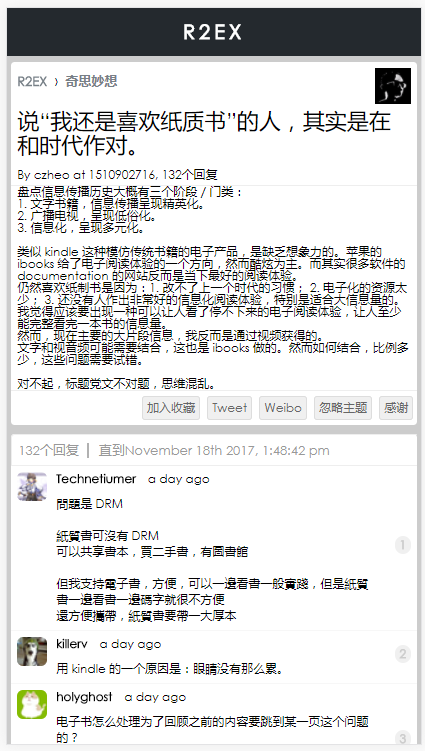 R2EX
R2EX › 奇思妙想
说“我还是喜欢纸质书”的人，其实是在
和时代作对。
By czheo at 1510902716, 132个回复
盘点信息传播历史大概有三个阶段 / 门类：
1. 文字书籍，信息传播呈现精英化。
2. 广播电视，呈现低俗化。
3. 信息化，呈现多元化。
类似 kindle 这种模仿传统书籍的电子产品，是缺乏想象力的。苹果的
ibooks 给了电子阅读体验的一个方向，然而酷炫为主。而其实很多软件的
documentation 的网站反而是当下最好的阅读体验。
仍然喜欢纸制书是因为：1. 改不了上一个时代的习惯； 2. 电子化的资源太
少； 3. 还没有人作出非常好的信息化阅读体验，特别是适合大信息量的。
我觉得应该要出现一种可以让人看了停不下来的电子阅读体验，让人至少
能完整看完一本书的信息量。
然而，现在主要的大片段信息，我反而是通过视频获得的。
文字和视音频可能需要结合，这也是 ibooks 做的。然而如何结合，比例多
少，这些问题需要试错。
对不起，标题党文不对题，思维混乱。
加入收藏 Tweet Weibo 忽略主题 感谢
132个回复 | 直到November 18th 2017, 1:48:42 pm
Technetiumer a day ago
問題是 DRM
紙質書可沒有 DRM
可以共享書本，買二手書，有圖書館
1
但我支持電子書，方便，可以一邊看書一般實踐，但是紙質
書一邊看書一邊碼字就很不方便
還方便攜帶，紙質書要帶一大厚本
killerv a day ago
用 kindle 的一个原因是：眼睛没有那么累。
2
holyghost a day ago
电子书怎么处理为了回顾之前的内容要跳到某一页这个问题
的？
3